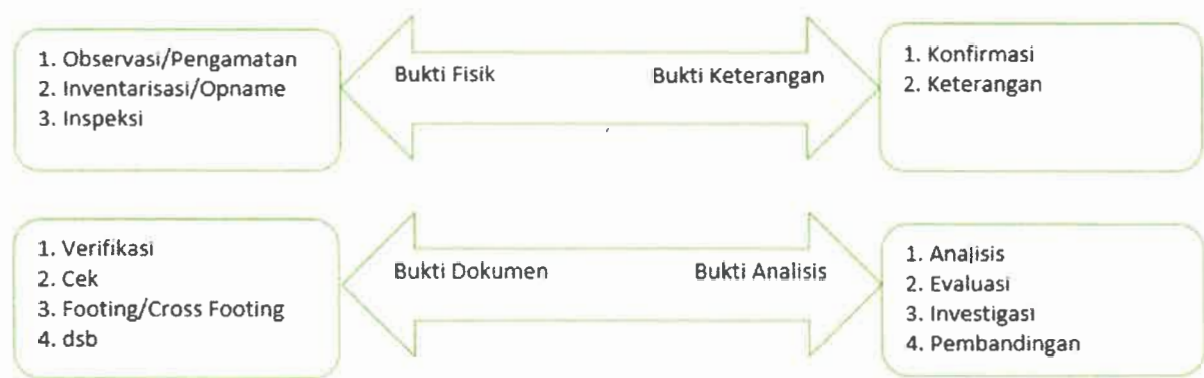 1. Observasi/Pengamatan
2. Inventarisasi/Opname
3. Inspeksi
Bukti Fisik
Bukti Keterangan
1. Konfirmasi
2. Keterangan
1. Verifikasi
2. Cek
3. Footing/Cross Footing
4. dsb
Bukti Dokumen
Bukti Analisis
1. Analisis
2. Evaluasi
3. Investigasi
4. Pembandingan